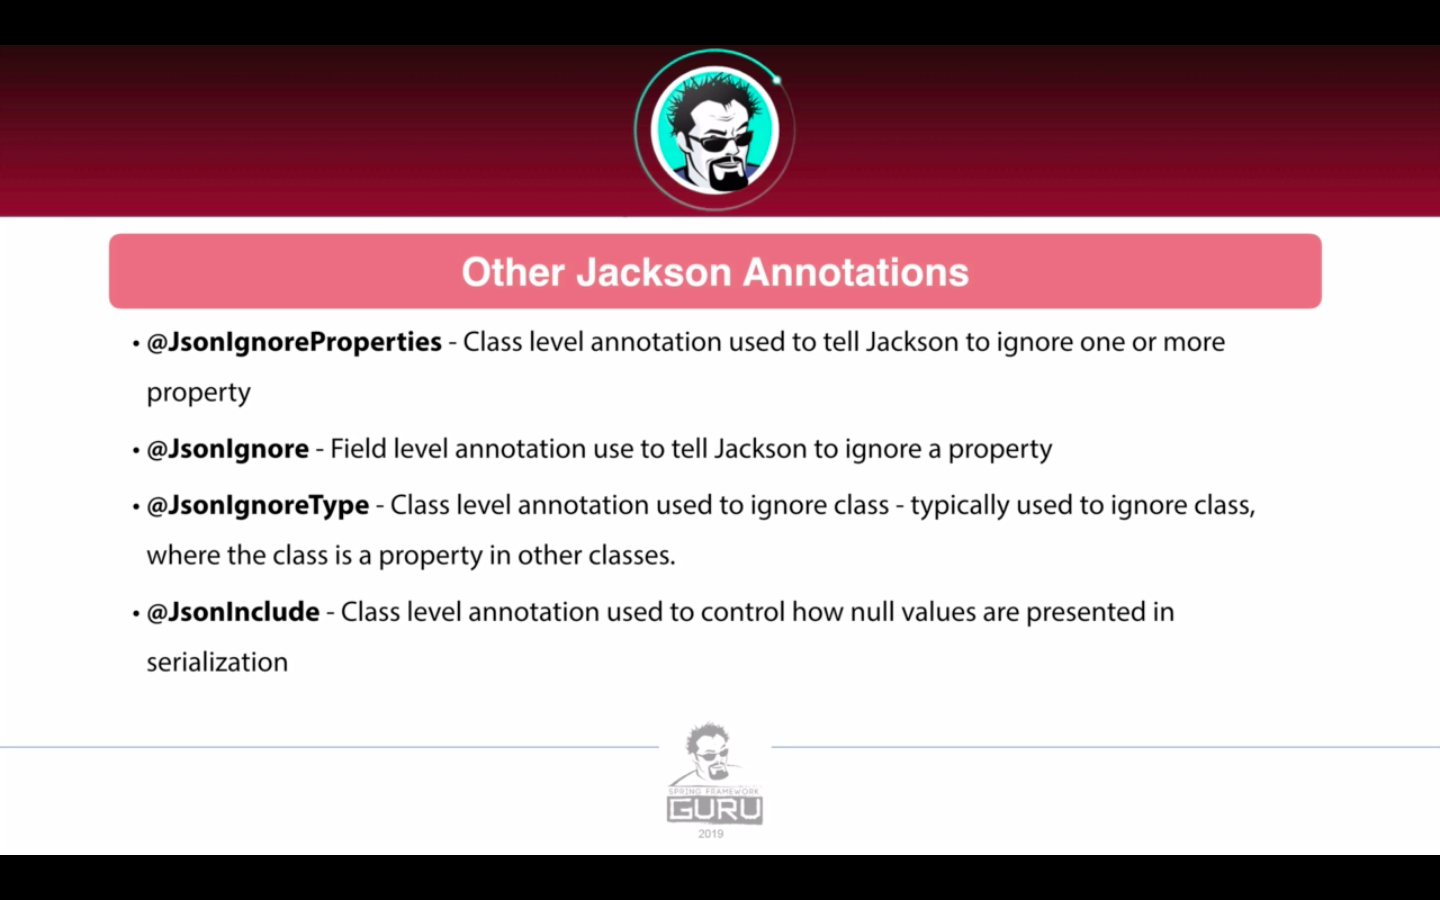 Other Jackson Annotations
• @JsonIgnoreProperties - Class level annotation used to tell Jackson to ignore one or more
property
• @JsonIgnore - Field level annotation use to tell Jackson to ignore a property
• @JsonIgnoreType - Class level annotation used to ignore class - typically used to ignore class,
where the class is a property in other classes.
• @JsonInclude - Class level annotation used to control how null values are presented in
serialization
SPRING FRAMEWORK
GURU
2019